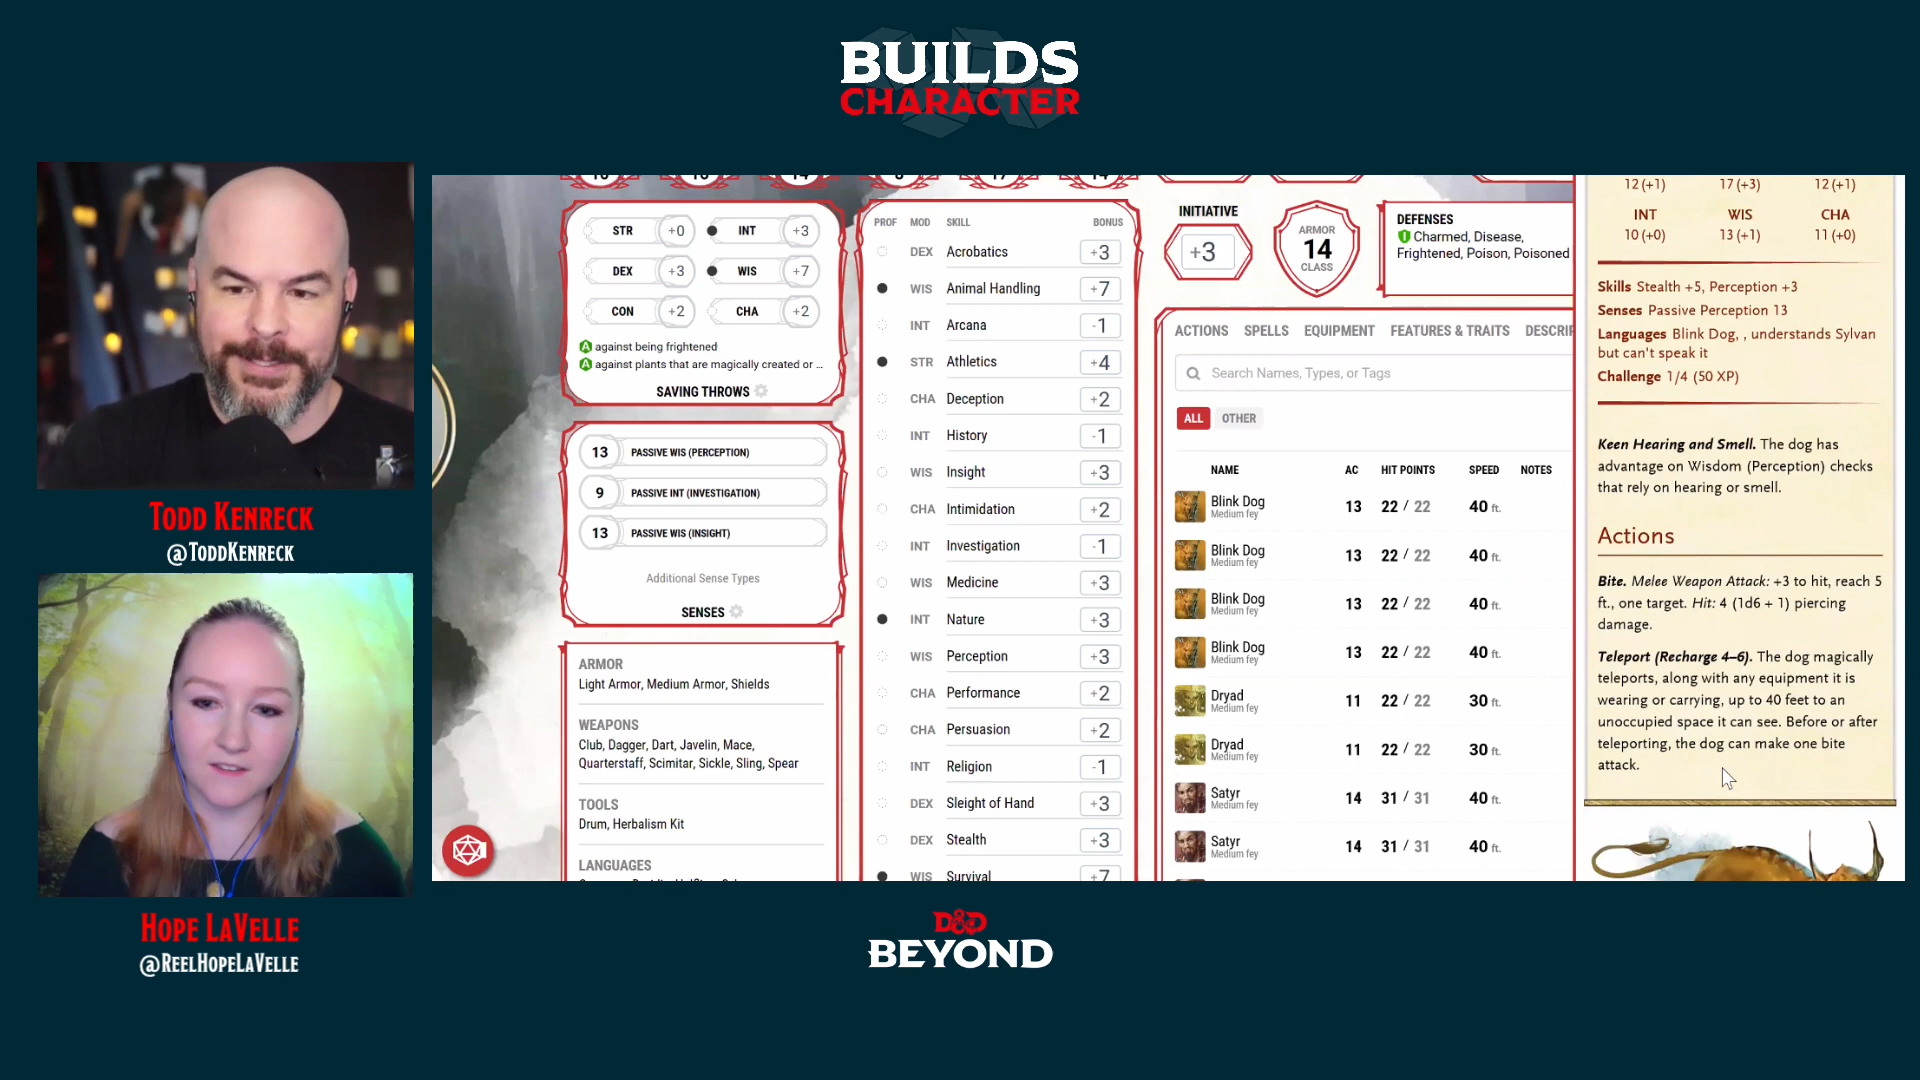 BUILDS
CHARACTER
TODD KENRECK
@TODDKENRECK
HOPE LAVELLE
@REELHOPELAVELLE
STR +0 INT +3
DEX +3 WIS +7
CON +2 CHA +2
against being frightened
against plants that are magically created or ...
SAVING THROWS
13 PASSIVE WIS (PERCEPTION)
9 PASSIVE INT (INVESTIGATION)
13 PASSIVE WIS (INSIGHT)
Additional Sense Types
SENSES
ARMOR
Light Armor, Medium Armor, Shields
WEAPONS
Club, Dagger, Dart, Javelin, Mace,
Quarterstaff, Scimitar, Sickle, Sling, Spear
TOOLS
Drum, Herbalism Kit
LANGUAGES
PROF MOD SKILL BONUS
DEX Acrobatics +3
WIS Animal Handling +7
INT Arcana -1
STR Athletics +4
CHA Deception +2
INT History -1
WIS Insight +3
CHA Intimidation +2
INT Investigation -1
WIS Medicine +3
INT Nature +3
WIS Perception +3
CHA Performance +2
CHA Persuasion +2
INT Religion -1
DEX Sleight of Hand +3
DEX Stealth +3
WIS Survival +7
INITIATIVE
+3
ARMOR
14
CLASS
DEFENSES
Charmed, Disease,
Frightened, Poison, Poisoned
ACTIONS SPELLS EQUIPMENT FEATURES & TRAITS DESCRIP
Search Names, Types, or Tags
ALL OTHER
NAME AC HIT POINTS SPEED NOTES
Blink Dog 13 22 / 22 40 ft.
Medium fey
Blink Dog 13 22 / 22 40 ft.
Medium fey
Blink Dog 13 22 / 22 40 ft.
Medium fey
Blink Dog 13 22 / 22 40 ft.
Medium fey
Dryad 11 22 / 22 30 ft.
Medium fey
Dryad 11 22 / 22 30 ft.
Medium fey
Satyr 14 31 / 31 40 ft.
Medium fey
Satyr 14 31 / 31 40 ft.
Medium fey
12 (+1) 17 (+3) 12 (+1)
INT WIS CHA
10 (+0) 13 (+1) 11 (+0)
Skills Stealth +5, Perception +3
Senses Passive Perception 13
Languages Blink Dog, , understands Sylvan
but can't speak it
Challenge 1/4 (50 XP)
Keen Hearing and Smell. The dog has
advantage on Wisdom (Perception) checks
that rely on hearing or smell.
Actions
Bite. Melee Weapon Attack: +3 to hit, reach 5
ft., one target. Hit: 4 (1d6 + 1) piercing
damage.
Teleport (Recharge 4–6). The dog magically
teleports, along with any equipment it is
wearing or carrying, up to 40 feet to an
unoccupied space it can see. Before or after
teleporting, the dog can make one bite
attack.
D&D
BEYOND